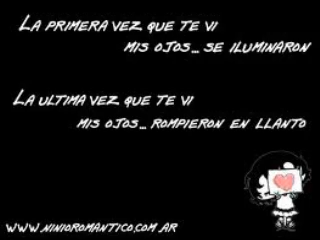 LA PRIMERA VEZ QUE TE VI
MIS OJOS... SE ILUMINARON
LA ULTIMA VEZ QUE TE VI
MIS OJOS... ROMPIERON EN LLANTO
WWW.NINIOROMANTICO.COM.AR